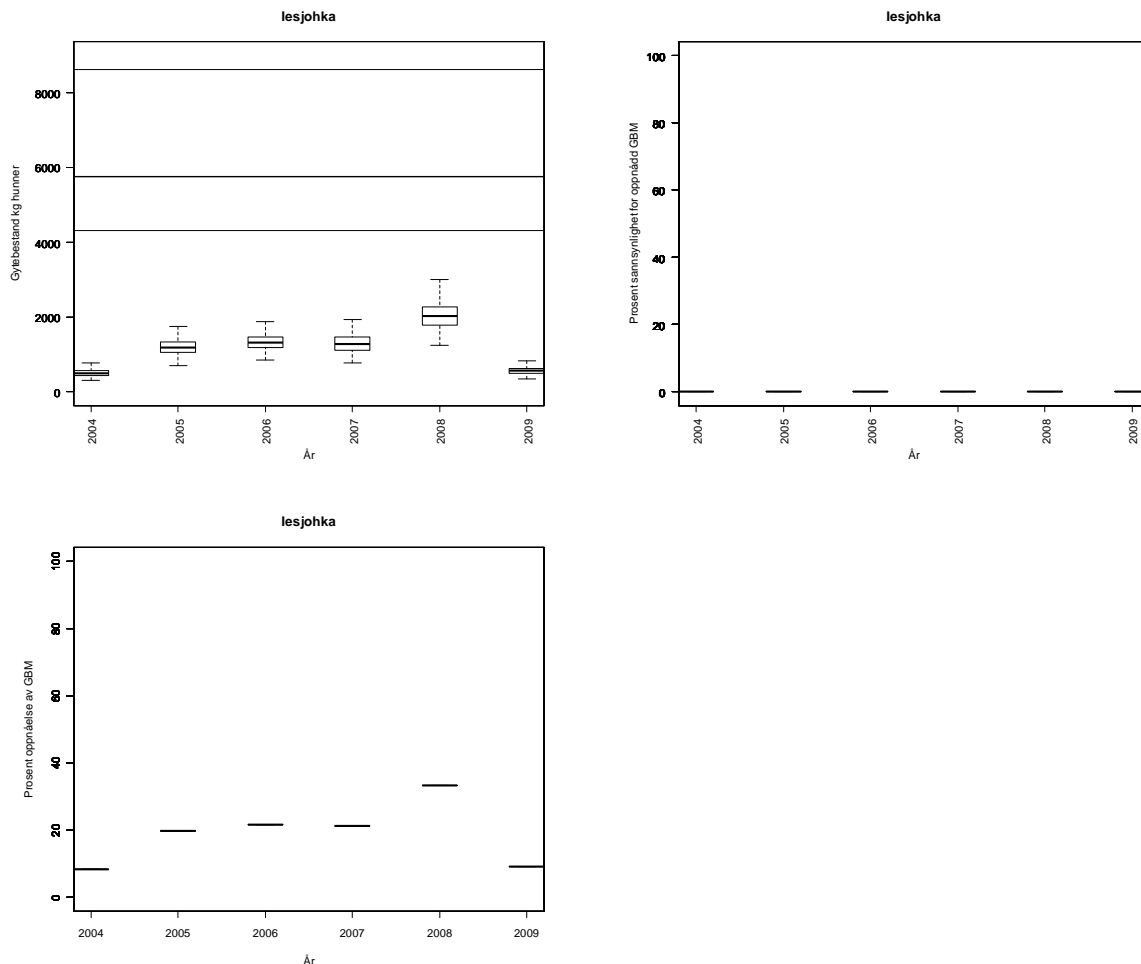 Iesjohka
Gytebestand kg hunner
8000
6000
4000
2000
0
2004
2005
2006
2007
2008
2009
År
Iesjohka
Prosent sannsynlighet for oppnådd GBM
100
80
60
40
20
0
2004
2005
2006
2007
2008
2009
År
Iesjohka
Prosent oppnåelse av GBM
100
80
60
40
20
0
2004 2005 2006 2007 2008 2009
År